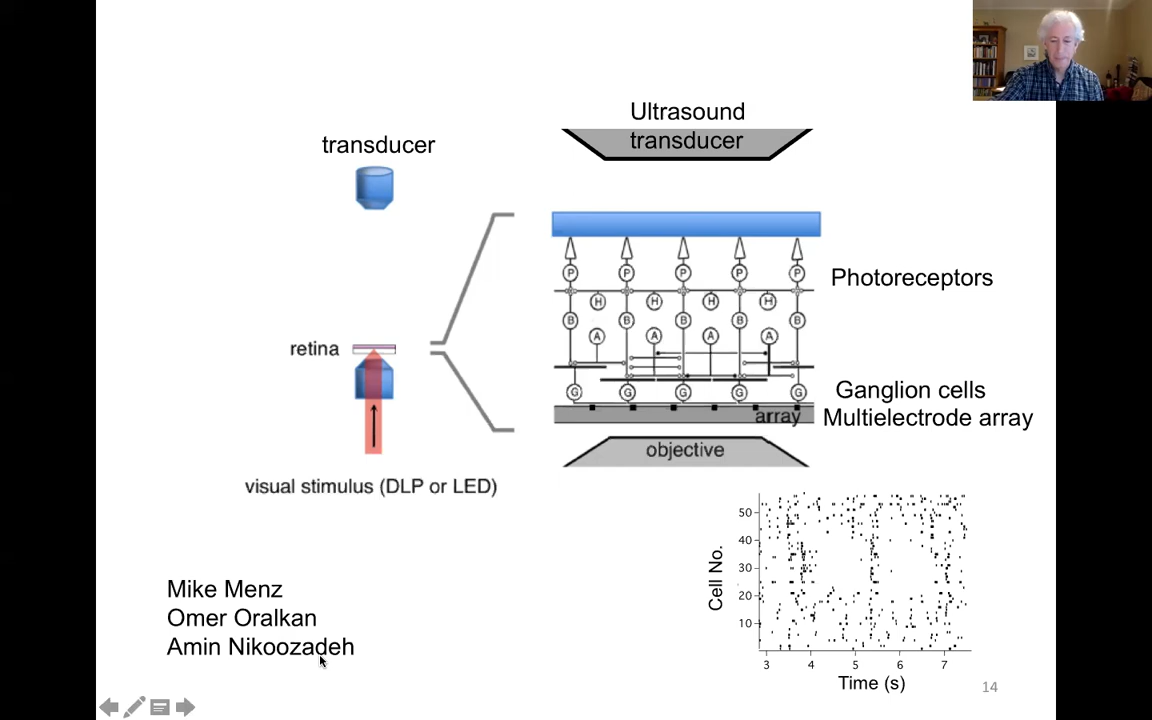 Ultrasound
transducer
transducer
P P P P P
Photoreceptors
H H H H
B B B B B
A A A A
retina
G G G G G
Ganglion cells
array
Multielectrode array
objective
visual stimulus (DLP or LED)
Cell No.
50
40
30
20
10
3 4 5 6 7
Time (s)
Mike Menz
Omer Oralkan
Amin Nikoozadeh
14